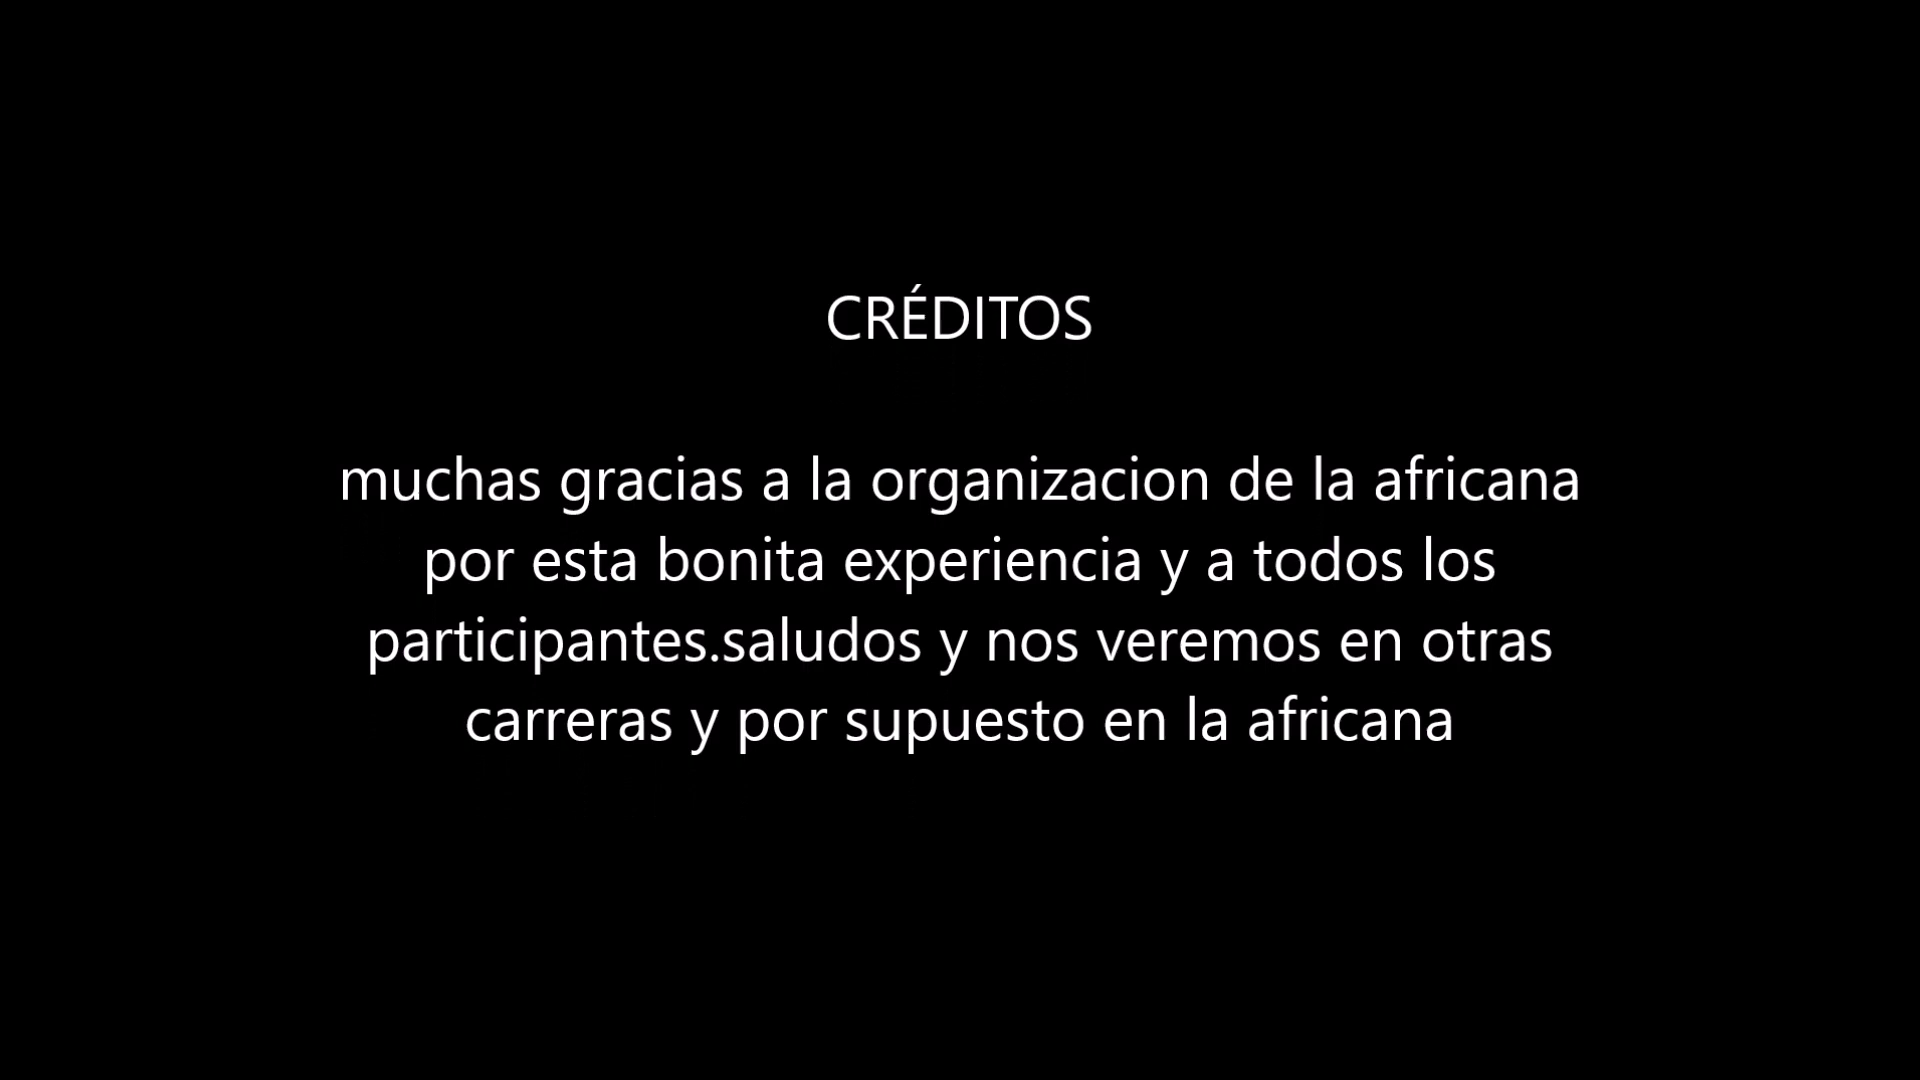 CRÉDITOS
muchas gracias a la organizacion de la africana
por esta bonita experiencia y a todos los
participantes.saludos y nos veremos en otras
carreras y por supuesto en la africana